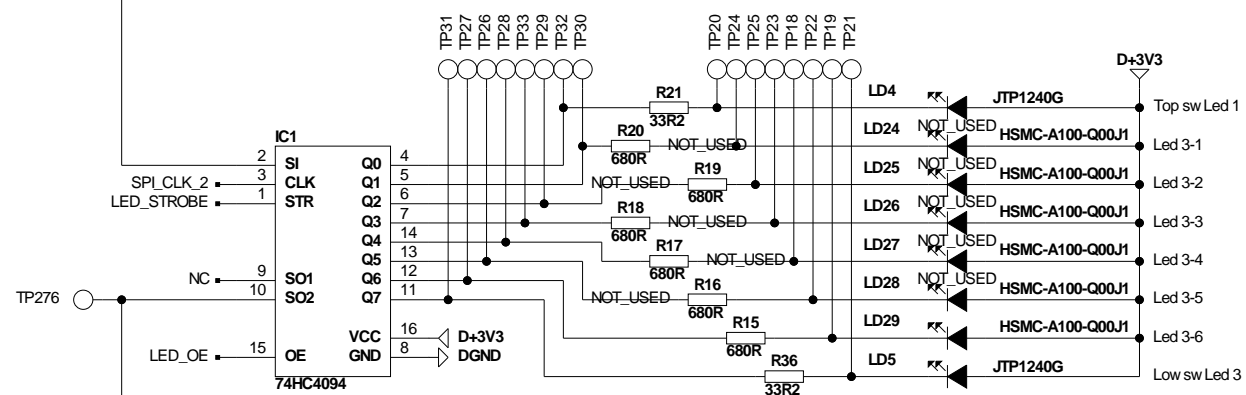 TP31 TP27 TP26 TP28 TP33 TP29 TP32 TP30 TP20 TP24 TP25 TP23 TP18 TP22 TP19 TP21
D+3V3
R21 LD4 JTP1240G Top sw Led 1
33R2
R20 NOT_USED LD24 NOT_USED HSMC-A100-Q00J1 Led 3-1
680R
IC1
2 SI Q0 4
3 CLK Q1 5
1 STR Q2 6
Q3 7
Q4 14
Q5 13
9 SO1 Q6 12
10 SO2 Q7 11
VCC 16 D+3V3
15 OE GND 8 DGND
74HC4094
SPI_CLK_2
LED_STROBE
NC
TP276
LED_OE
NOT_USED R19 LD25 NOT_USED HSMC-A100-Q00J1 Led 3-2
680R
R18 NOT_USED LD26 NOT_USED HSMC-A100-Q00J1 Led 3-3
680R
R17 NOT_USED LD27 NOT_USED HSMC-A100-Q00J1 Led 3-4
680R
NOT_USED R16 LD28 NOT_USED HSMC-A100-Q00J1 Led 3-5
680R
R15 LD29 HSMC-A100-Q00J1 Led 3-6
680R
R36 LD5 JTP1240G Low sw Led 3
33R2